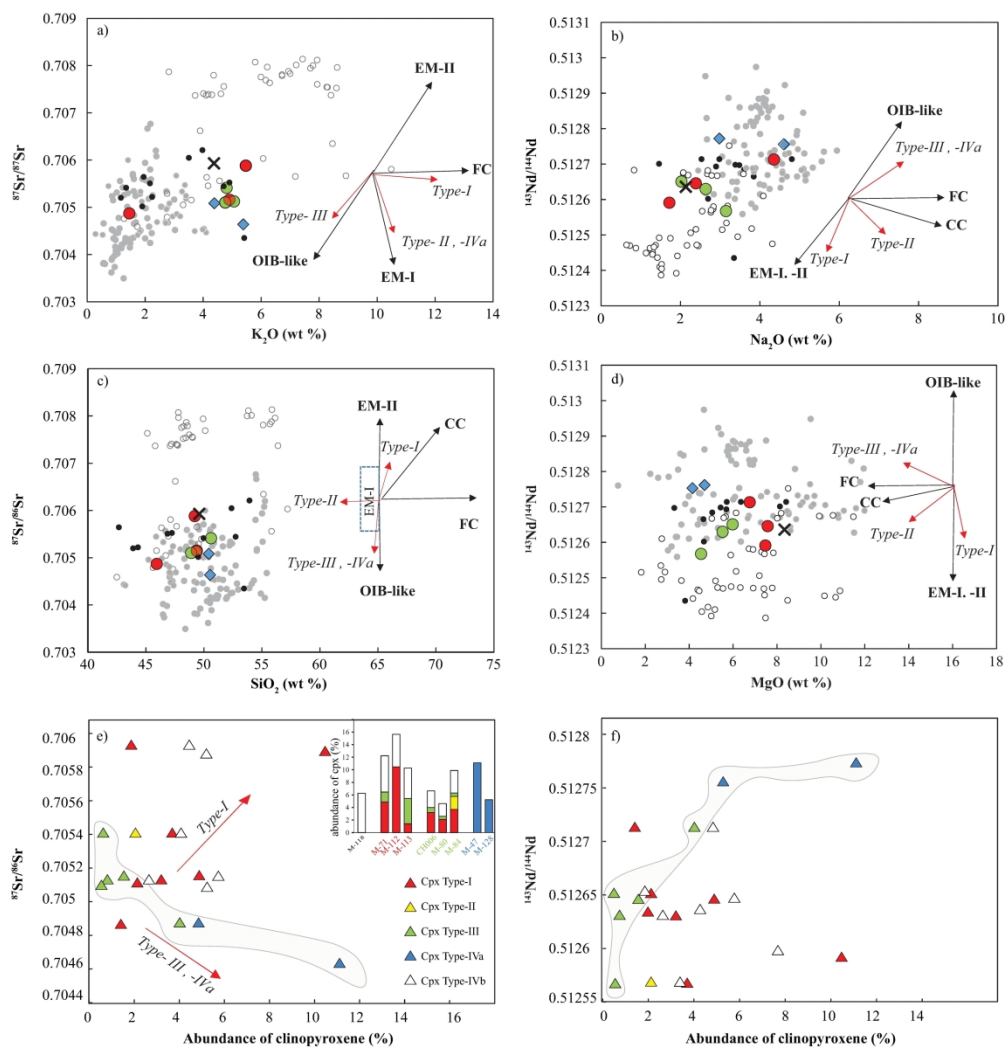 a)
0.709
0.708
0.707
0.706
0.705
0.704
0.703
⁸⁷Sr/⁸⁷Sr
EM-II
FC
Type-I
Type- III
Type- II , -IVa
OIB-like
EM-I
0 2 4 6 8 10 12 14
K₂O (wt %)
b)
0.5131
0.513
0.5129
0.5128
0.5127
0.5126
0.5125
0.5124
0.5123
¹⁴³Nd/¹⁴⁴Nd
OIB-like
Type-III , -IVa
FC
CC
Type-II
Type-I
EM-I. -II
0 2 4 6 8 10
Na₂O (wt %)
c)
0.709
0.708
0.707
0.706
0.705
0.704
0.703
⁸⁷Sr/⁸⁶Sr
EM-II
CC
Type-I
Type-II
EM-I
FC
Type-III , -IVa
OIB-like
40 45 50 55 60 65 70 75
SiO₂ (wt %)
d)
0.5131
0.513
0.5129
0.5128
0.5127
0.5126
0.5125
0.5124
0.5123
¹⁴³Nd/¹⁴⁴Nd
OIB-like
Type-III , -IVa
FC
CC
Type-II
Type-I
EM-I. -II
0 2 4 6 8 10 12 14 16 18
MgO (wt %)
e)
0.706
0.7058
0.7056
0.7054
0.7052
0.705
0.7048
0.7046
0.7044
⁸⁷Sr/⁸⁶Sr
Type-I
Type- III , -IVa
abundance of cpx (%)
16
14
12
10
8
6
4
2
0
M-118
M-71
M-312
M-113
CH006
M-80
M-84
M-47
M-128
Cpx Type-I
Cpx Type-II
Cpx Type-III
Cpx Type-IVa
Cpx Type-IVb
0 2 4 6 8 10 12 14 16
Abundance of clinopyroxene (%)
f)
0.5128
0.51275
0.5127
0.51265
0.5126
0.51255
¹⁴³Nd/¹⁴⁴Nd
0 2 4 6 8 10 12 14 16
Abundance of clinopyroxene (%)